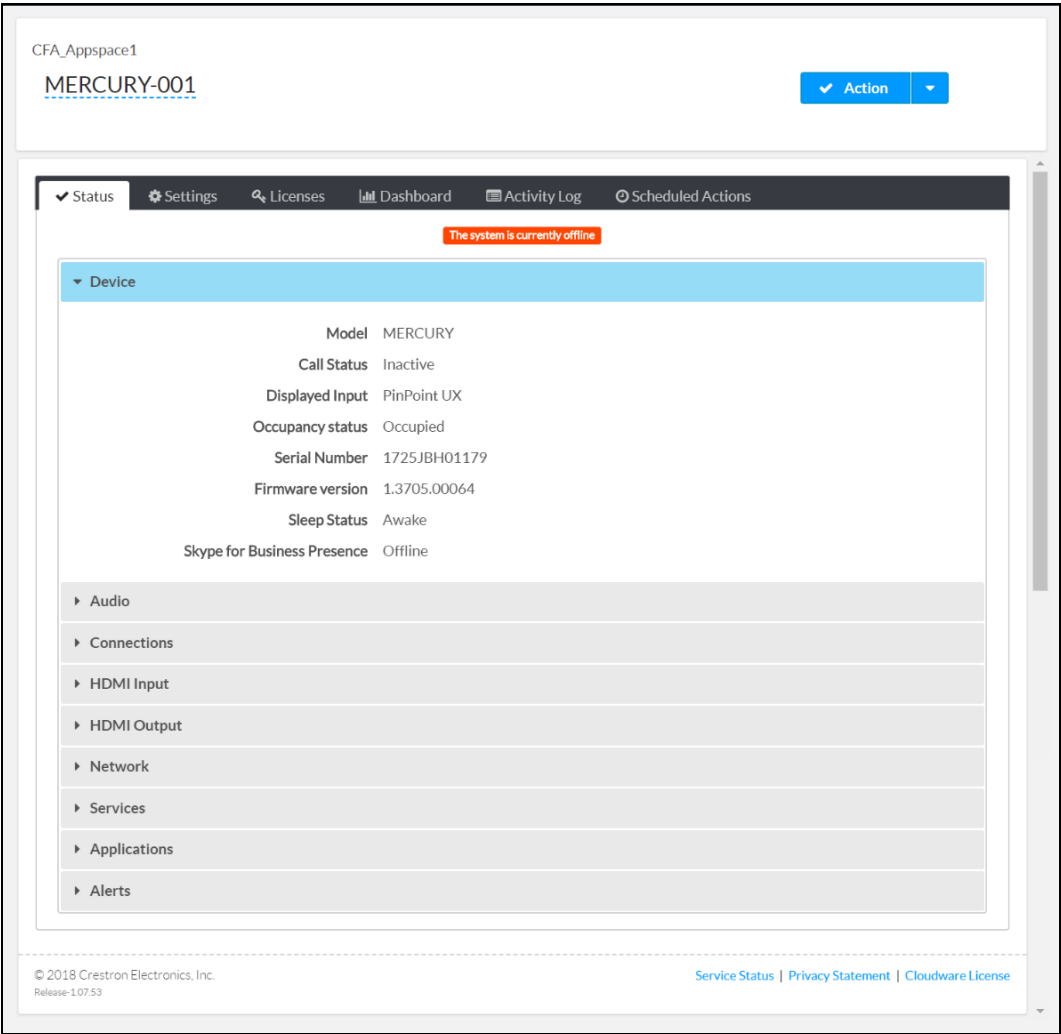 CFA_Appspace1
MERCURY-001
Action
Status Settings Licenses Dashboard Activity Log Scheduled Actions
The system is currently offline
Device
Model MERCURY
Call Status Inactive
Displayed Input PinPoint UX
Occupancy status Occupied
Serial Number 1725JBH01179
Firmware version 1.3705.00064
Sleep Status Awake
Skype for Business Presence Offline
Audio
Connections
HDMI Input
HDMI Output
Network
Services
Applications
Alerts
© 2018 Crestron Electronics, Inc. Service Status | Privacy Statement | Cloudware License
Release-1.07.53